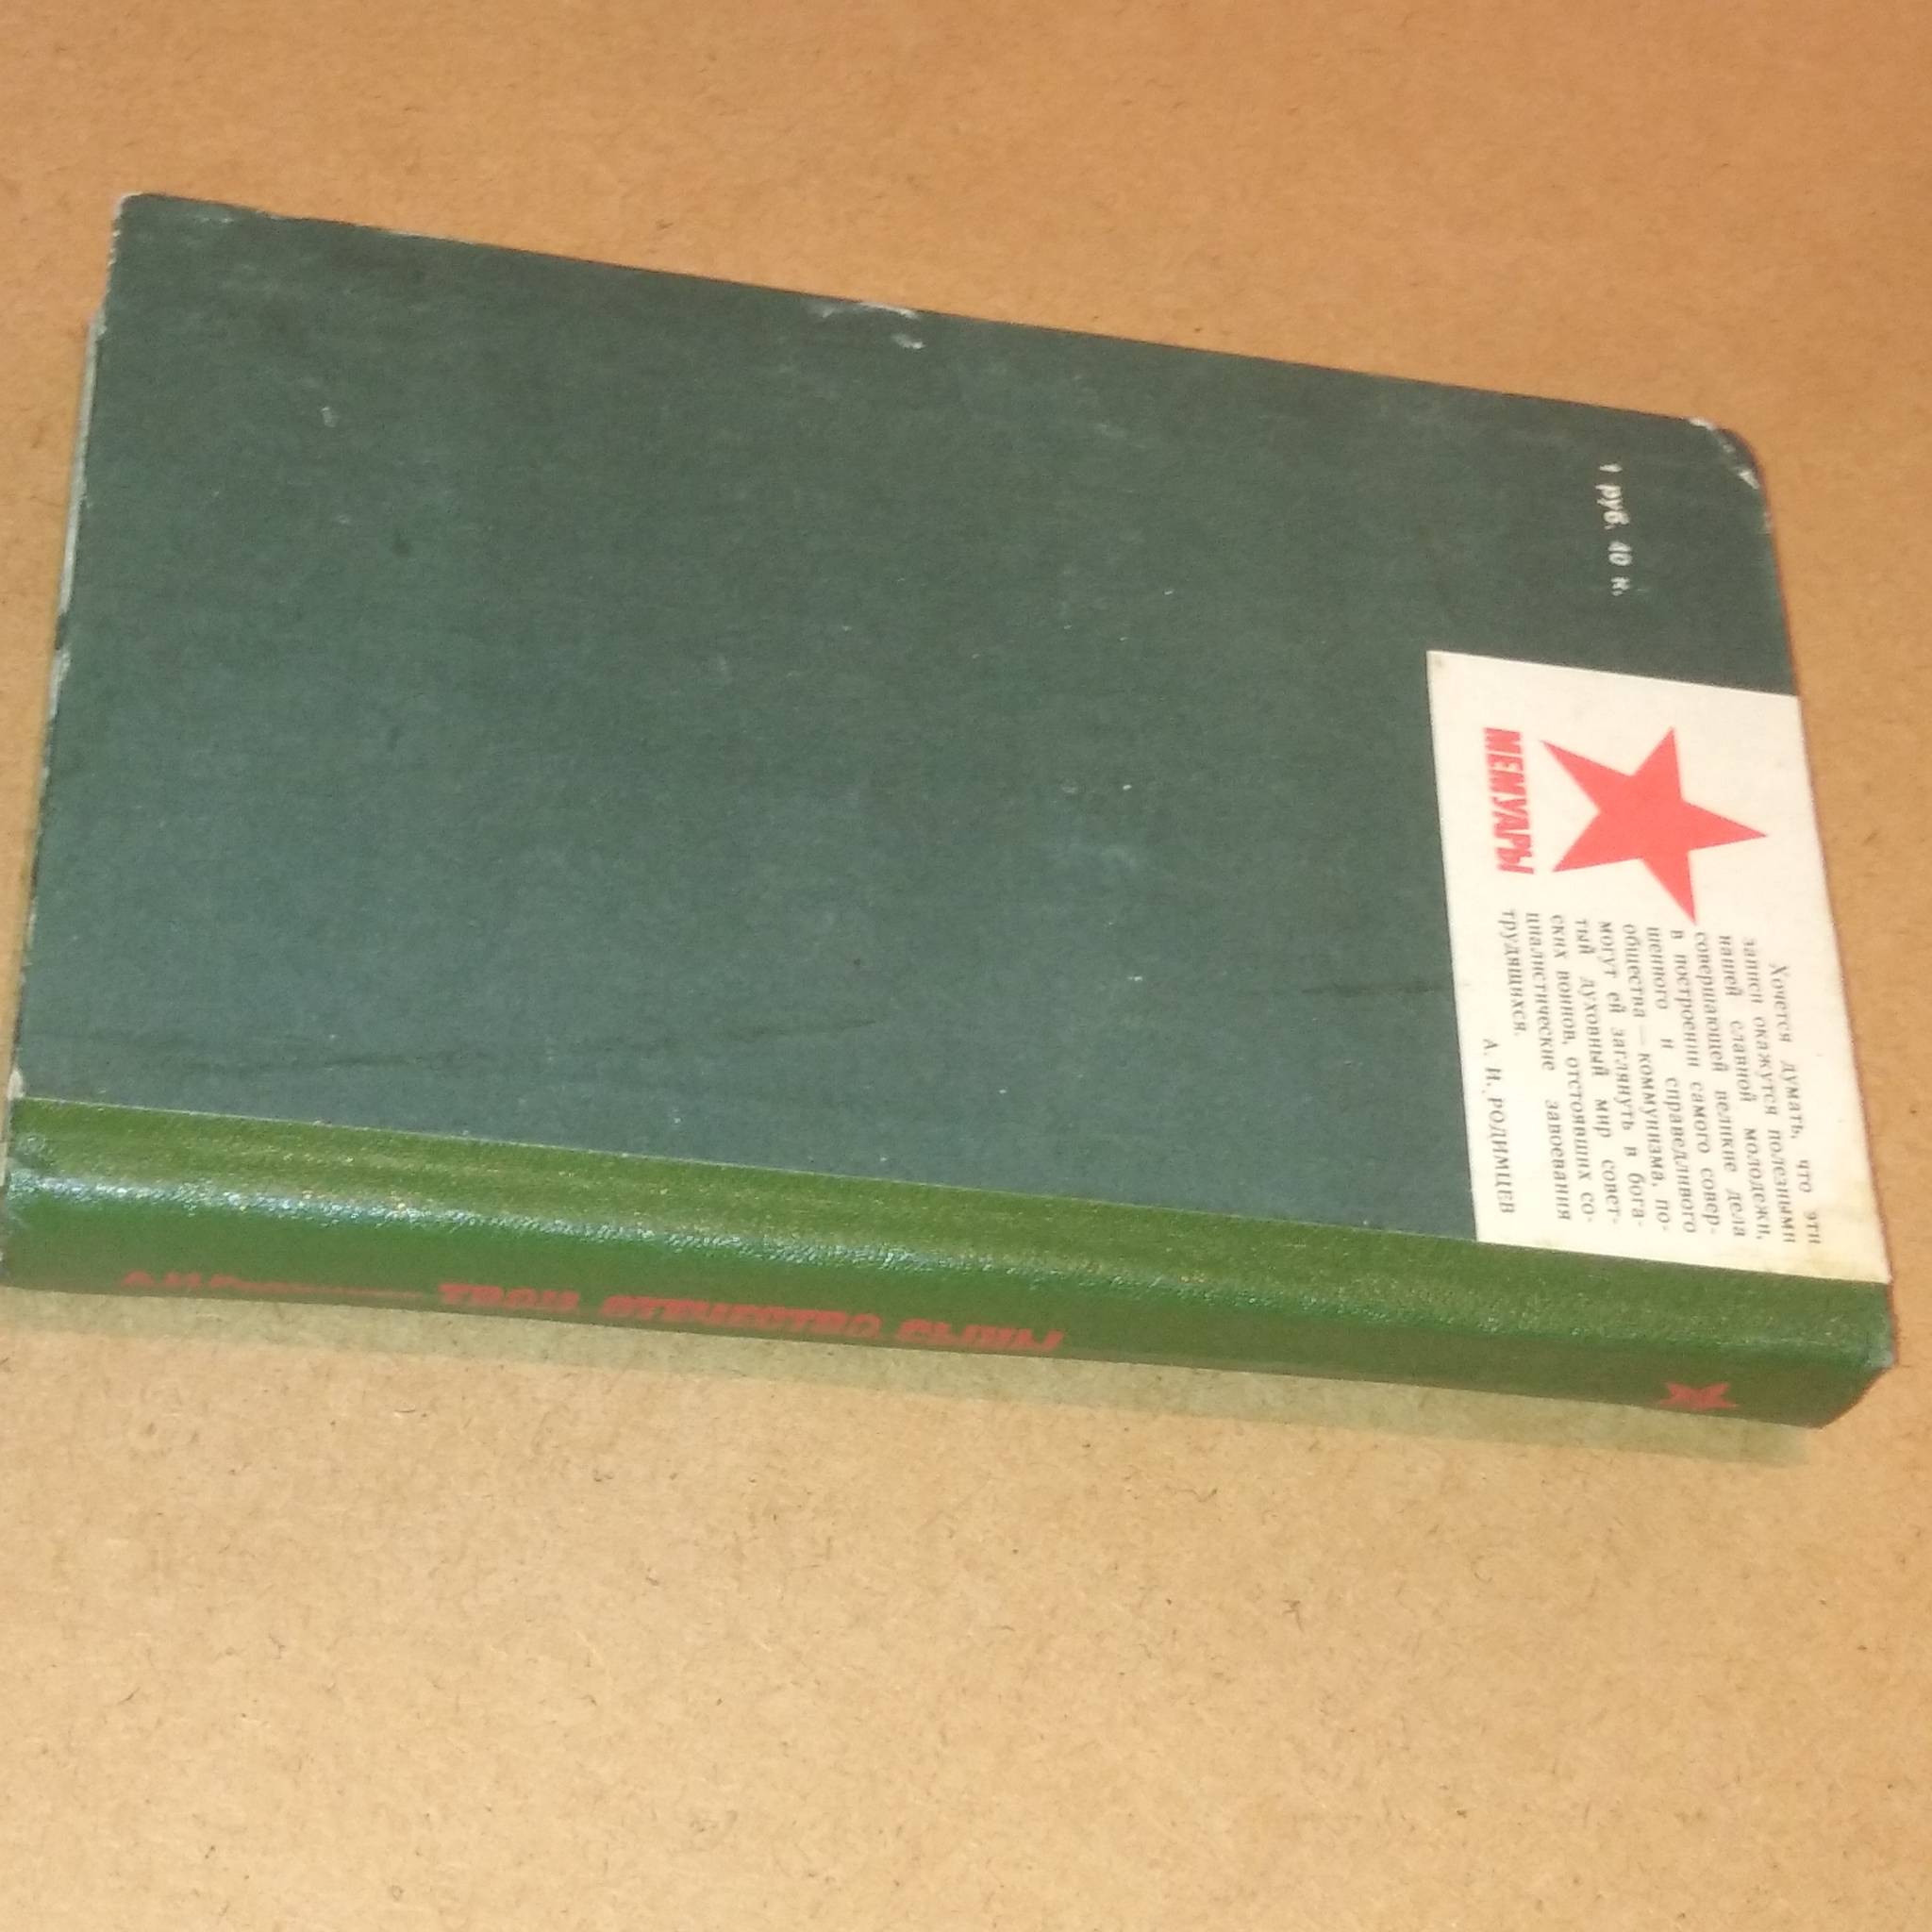 Хочется думать, что эти
записи окажутся полезными
нашей славной молодежи,
совершающей великие дела
в построении самого совер-
шенного и справедливого
общества — коммунизма, по-
могут ей заглянуть в бога-
тый духовный мир совет-
ских воинов, отстоявших со-
циалистические завоевания
трудящихся.
А. И. РОДИМЦЕВ
МЕМУАРЫ
1 руб. 40 к.
А.И.Родимцев ТВОИ, ОТЕЧЕСТВО, СЫНЫ